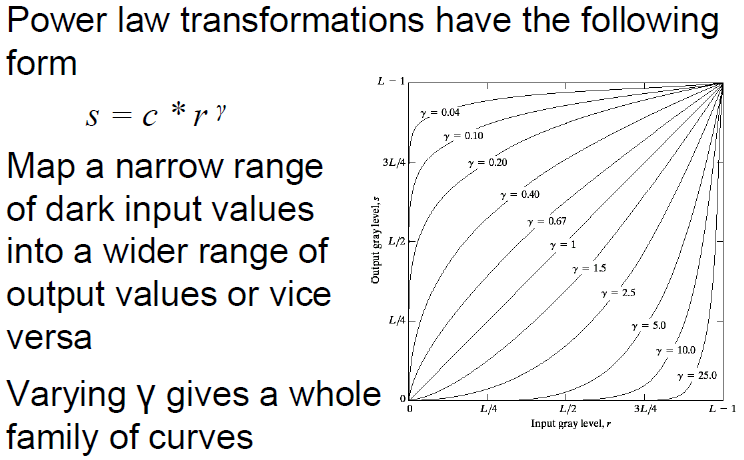 Power law transformations have the following
form
s = c * r ᵞ
Map a narrow range
of dark input values
into a wider range of
output values or vice
versa
Varying γ gives a whole
family of curves
L − 1
3L/4
L/2
L/4
0
Output gray level, s
γ = 0.04
γ = 0.10
γ = 0.20
γ = 0.40
γ = 0.67
γ = 1
γ = 1.5
γ = 2.5
γ = 5.0
γ = 10.0
γ = 25.0
0
L/4
L/2
3L/4
L − 1
Input gray level, r